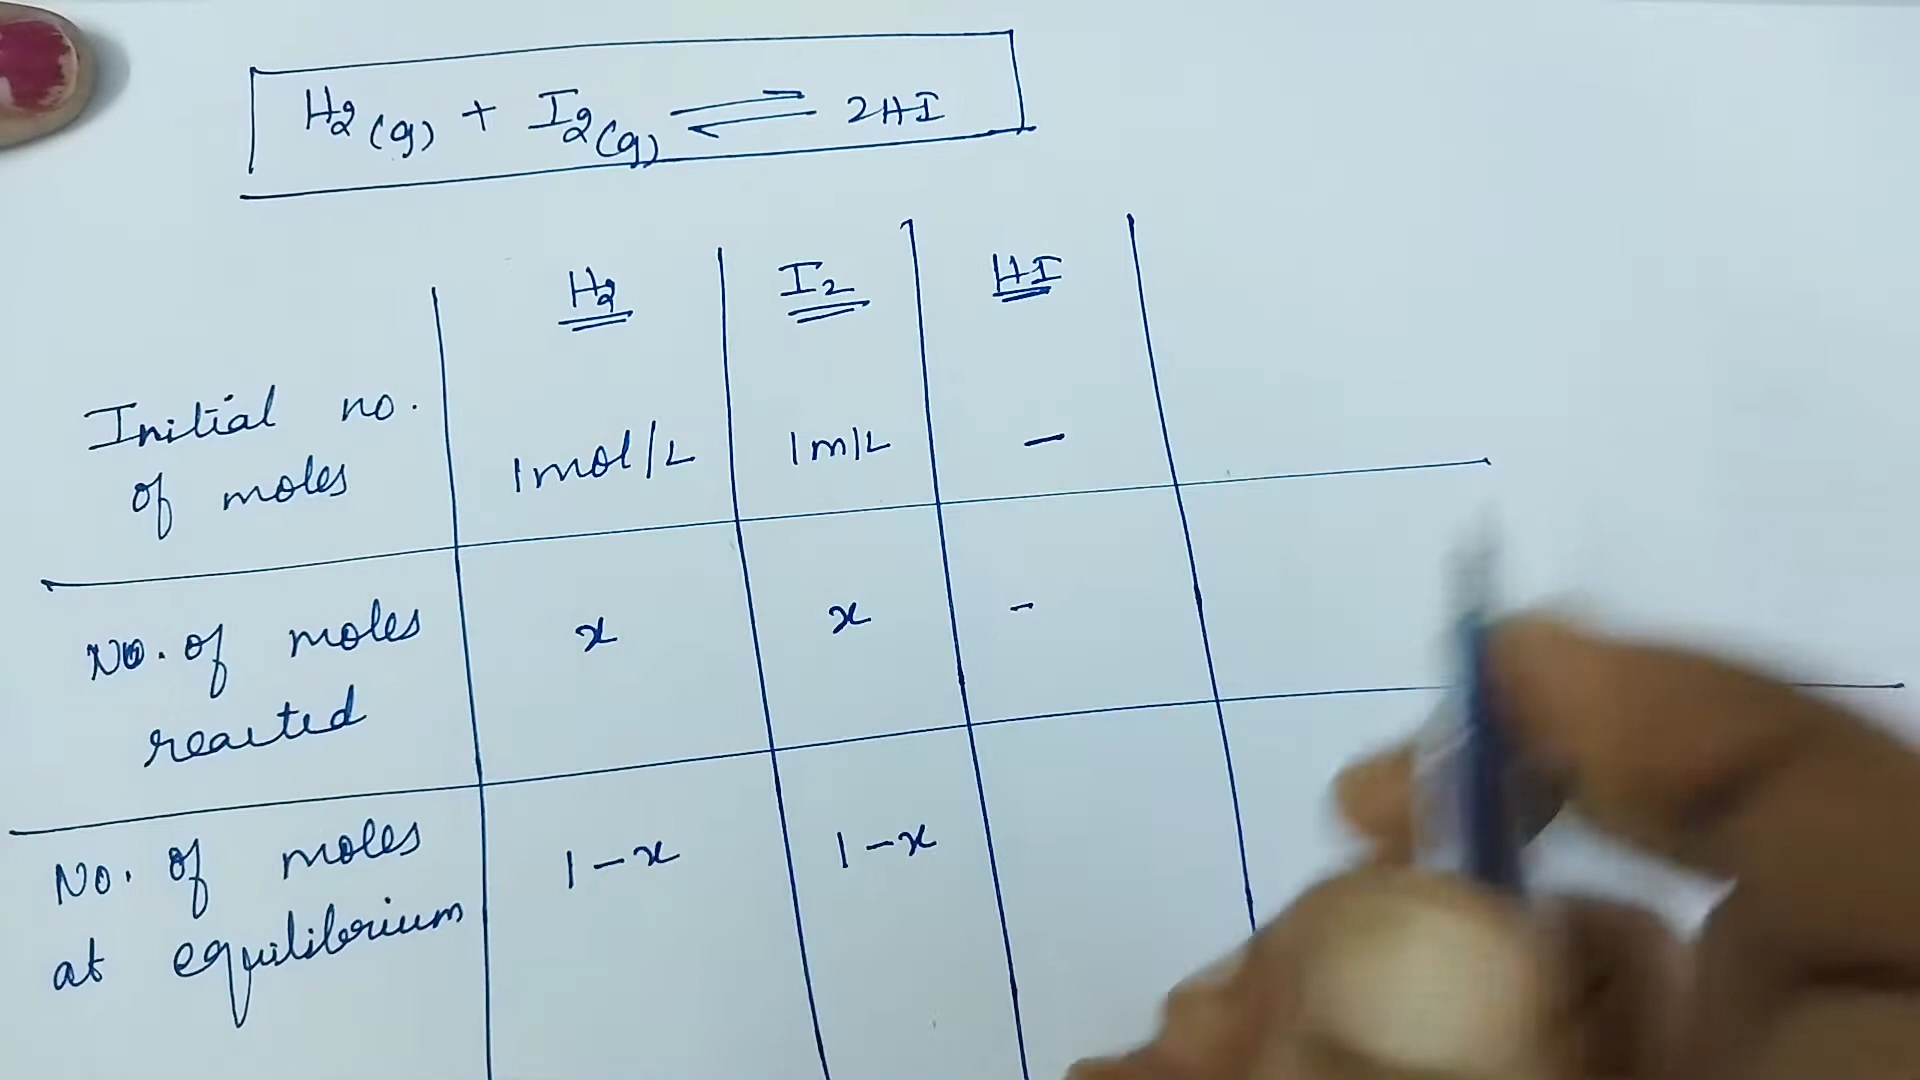 H₂(g) + I₂(g) ⇌ 2HI
H₂ I₂ HI
Initial no. of moles 1mol/L 1m/L –
No. of moles reacted x x –
No. of moles at equilibrium 1-x 1-x